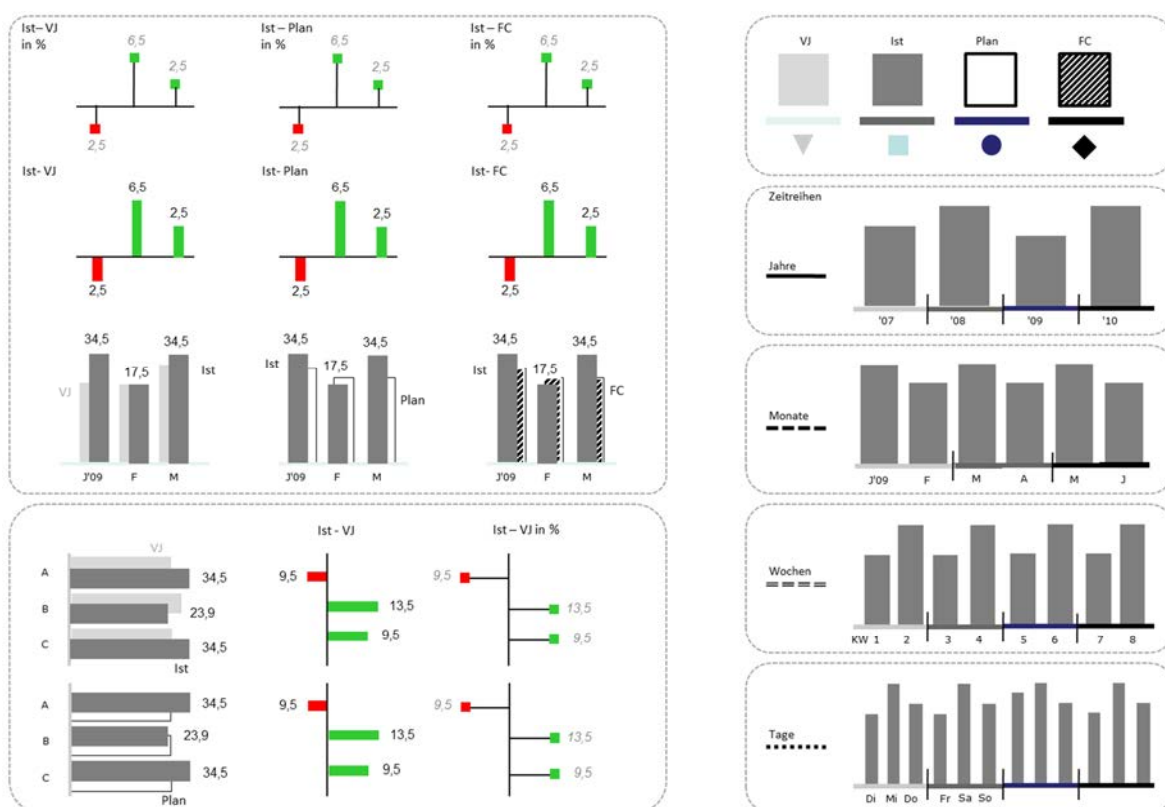 Ist – VJ
in %
6,5
2,5
2,5
Ist – Plan
in %
6,5
2,5
2,5
Ist – FC
in %
6,5
2,5
2,5
Ist- VJ
6,5
2,5
2,5
Ist- Plan
6,5
2,5
2,5
Ist- FC
6,5
2,5
2,5
34,5
17,5
34,5
VJ
Ist
J'09 F M
34,5
17,5
34,5
Ist
Plan
J'09 F M
34,5
17,5
34,5
Ist
FC
J'09 F M
VJ
A
34,5
B
23,9
C
34,5
Ist
Ist - VJ
9,5
13,5
9,5
Ist – VJ in %
9,5
13,5
9,5
A
34,5
B
23,9
C
34,5
Plan
9,5
13,5
9,5
9,5
13,5
9,5
VJ Ist Plan FC
Zeitreihen
Jahre
'07 '08 '09 '10
Monate
J'09 F M A M J
Wochen
KW 1 2 3 4 5 6 7 8
Tage
Di Mi Do Fr Sa So